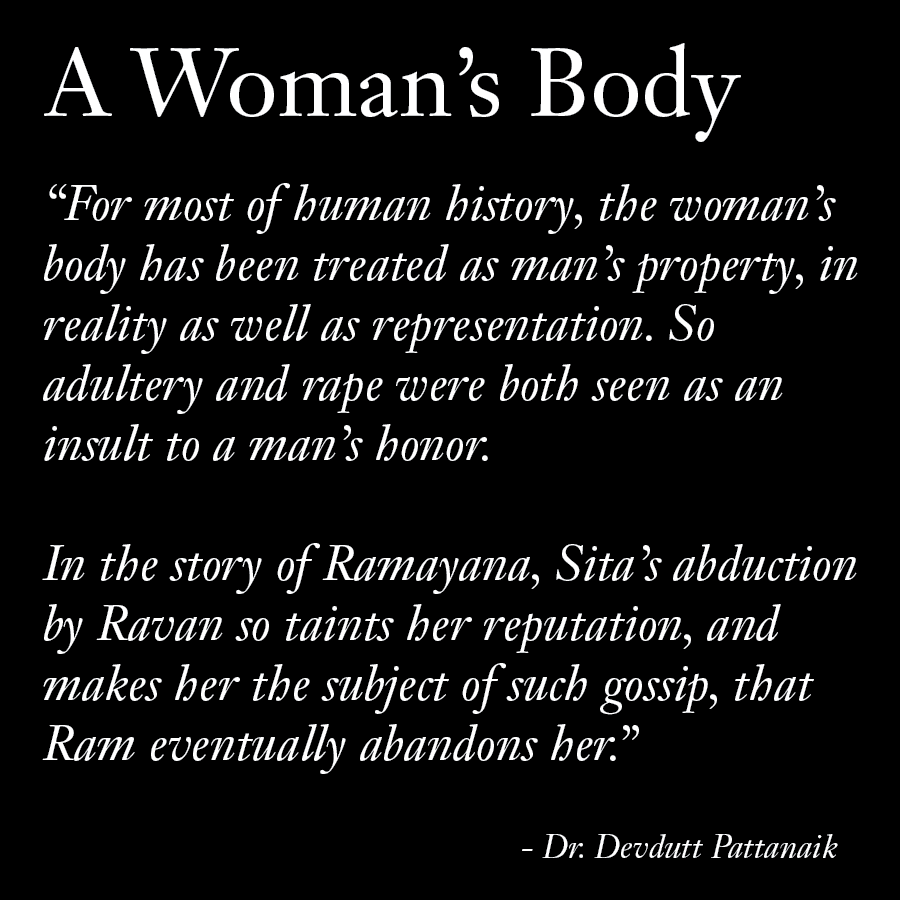 A Woman’s Body
“For most of human history, the woman’s
body has been treated as man’s property, in
reality as well as representation. So
adultery and rape were both seen as an
insult to a man’s honor.
In the story of Ramayana, Sita’s abduction
by Ravan so taints her reputation, and
makes her the subject of such gossip, that
Ram eventually abandons her.”
- Dr. Devdutt Pattanaik